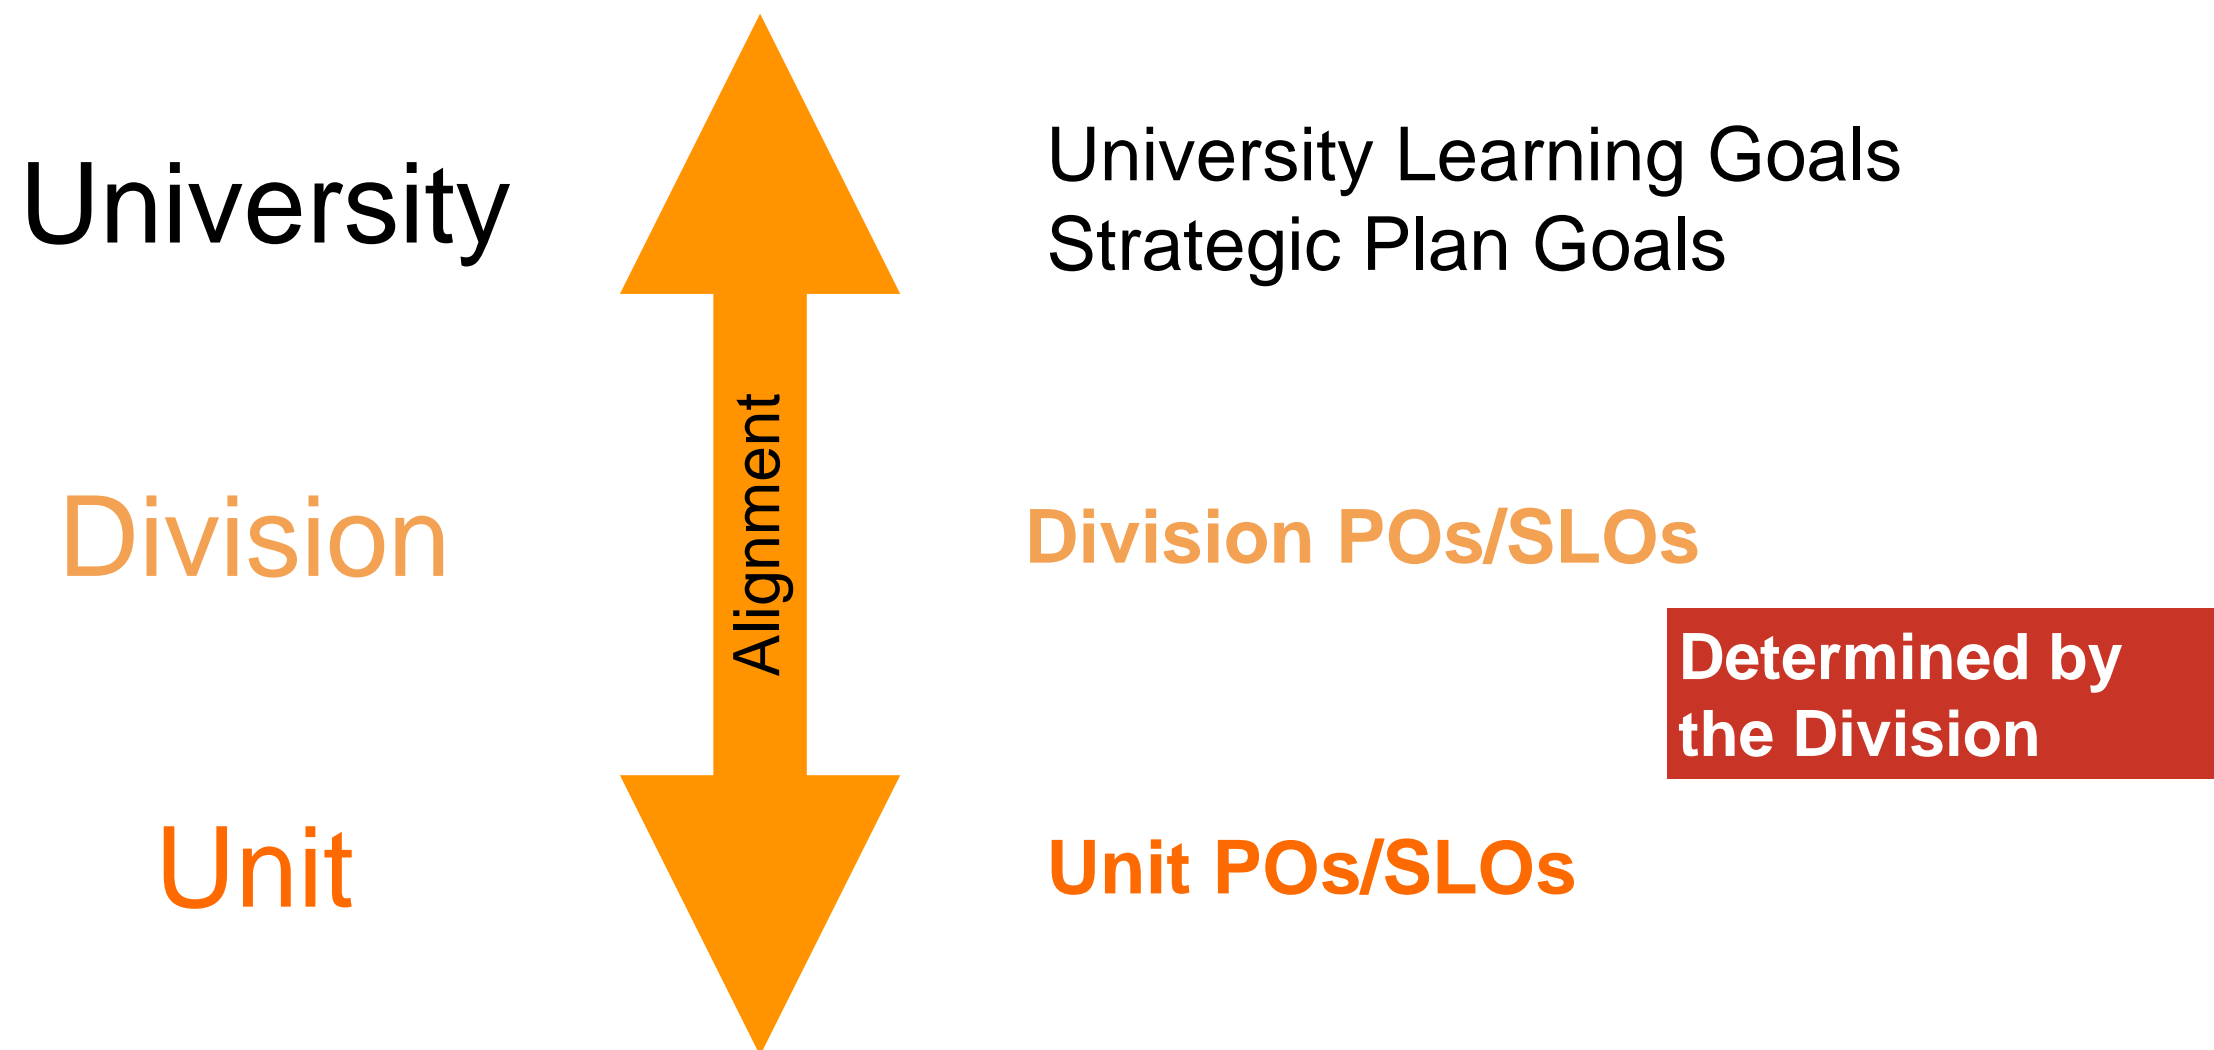 University
University Learning Goals
Strategic Plan Goals
Alignment
Division
Division POs/SLOs
Determined by
the Division
Unit
Unit POs/SLOs